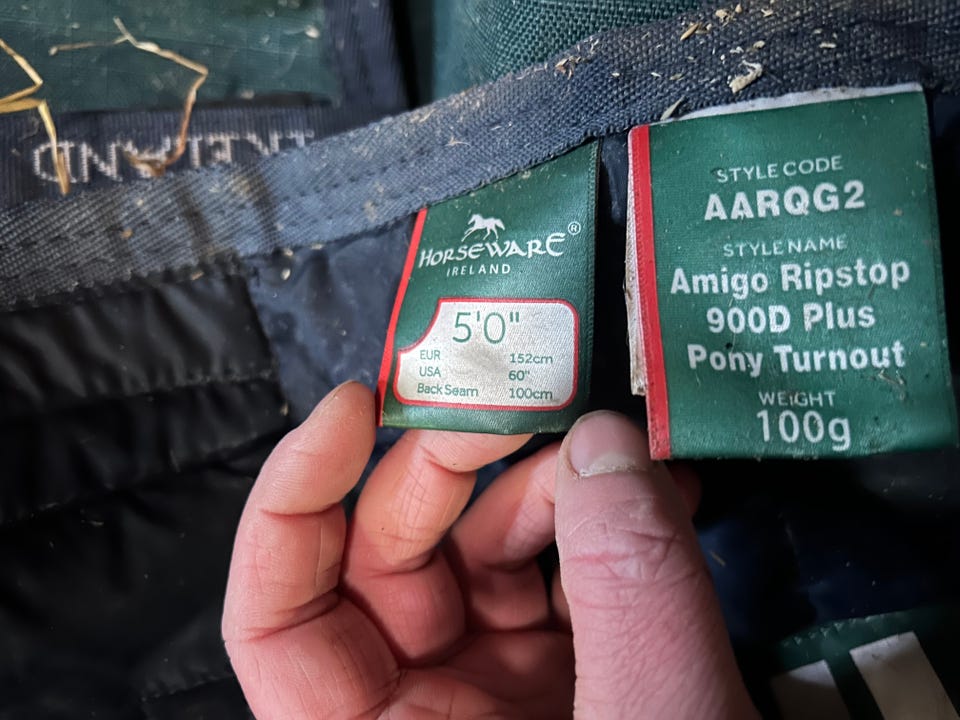 IRELAND
HORSEWARE®
IRELAND
5'0"
EUR 152cm
USA 60"
Back Seam 100cm
STYLE CODE
AARQG2
STYLE NAME
Amigo Ripstop
900D Plus
Pony Turnout
WEIGHT
100g